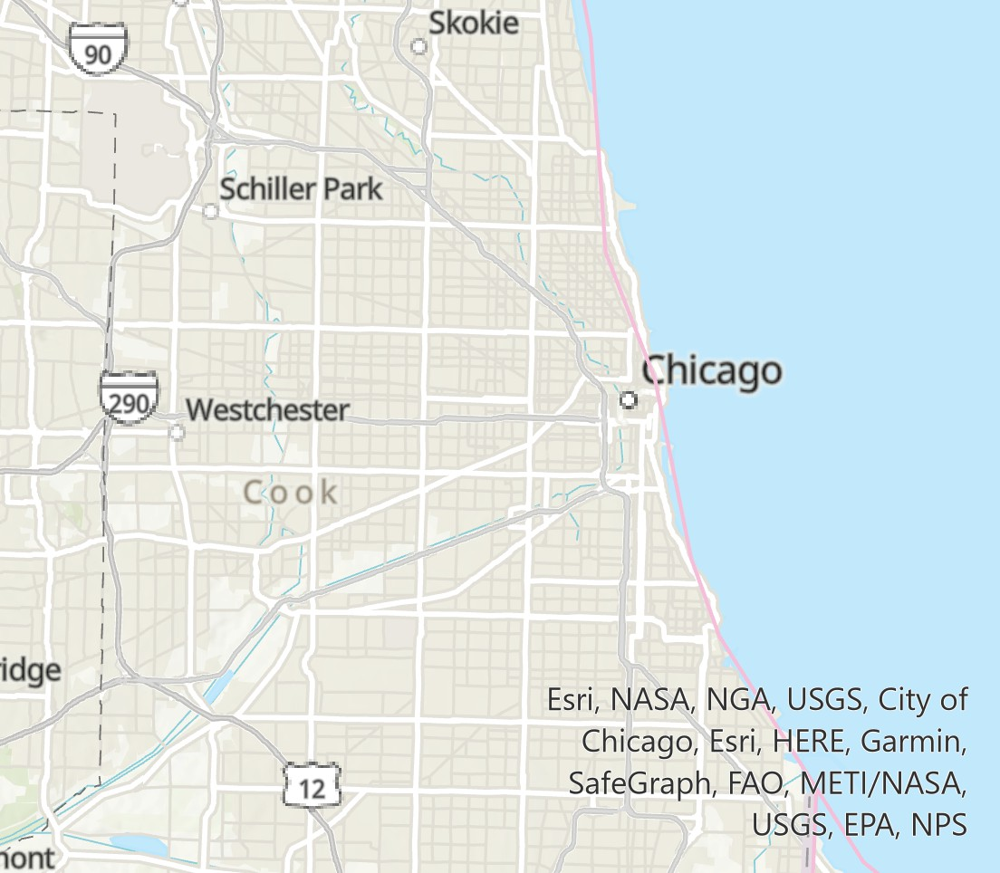 Skokie
90
Schiller Park
Chicago
290
Westchester
Cook
idge
Esri, NASA, NGA, USGS, City of
Chicago, Esri, HERE, Garmin,
SafeGraph, FAO, METI/NASA,
USGS, EPA, NPS
12
mont